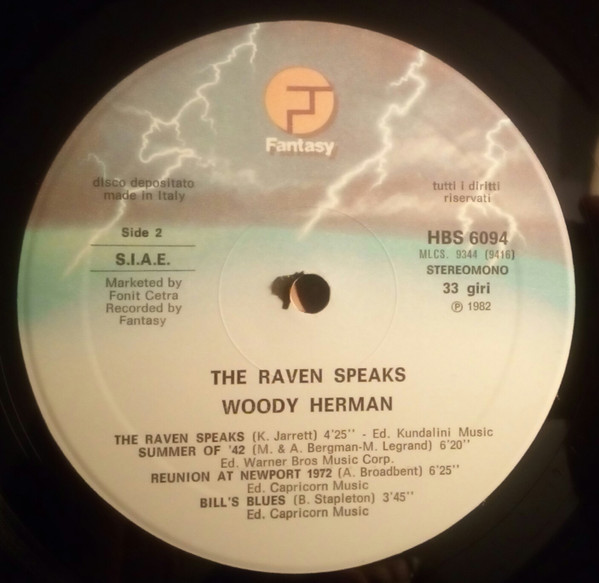 Fantasy
disco depositato
made in Italy
tutti i diritti
riservati
Side 2
S.I.A.E.
Marketed by
Fonit Cetra
Recorded by
Fantasy
HBS 6094
MLCS. 9344 (9416)
STEREOMONO
33 giri
Ⓟ 1982
THE RAVEN SPEAKS
WOODY HERMAN
THE RAVEN SPEAKS (K. Jarrett) 4'25'' - Ed. Kundalini Music
SUMMER OF '42 (M. & A. Bergman-M. Legrand) 6'20''
Ed. Warner Bros Music Corp.
REUNION AT NEWPORT 1972 (A. Broadbent) 6'25''
Ed. Capricorn Music
BILL'S BLUES (B. Stapleton) 3'45''
Ed. Capricorn Music